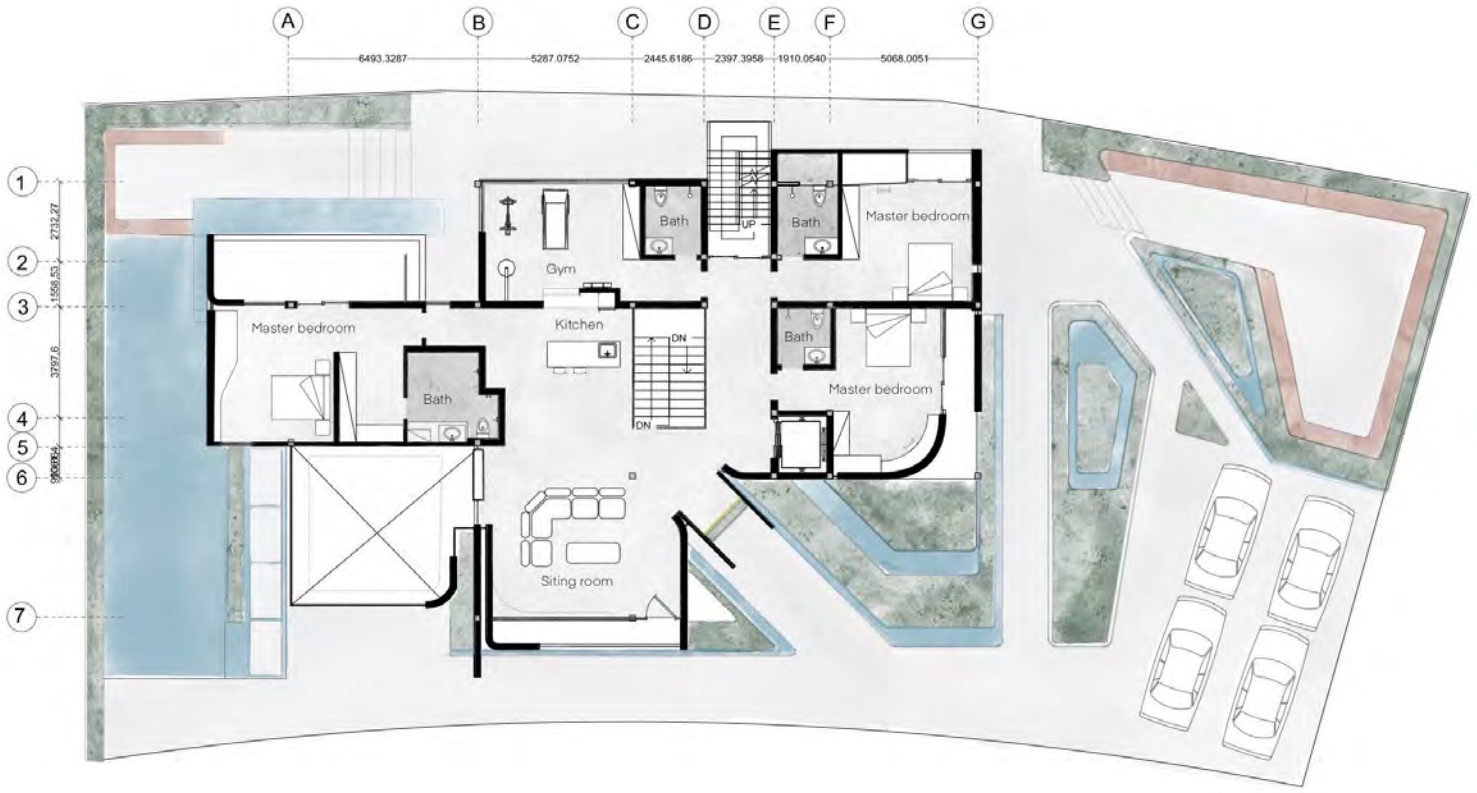 A B C D E F G
6493.3287 5287.0752 2445.6186 2397.3958 1910.0540 5068.0051
1
2732.27
2
1558.53
3
3797.6
4
5
6
7
Bath
UP
Bath
Master bedroom
Gym
Master bedroom
Kitchen
DN
Bath
Master bedroom
Bath
DN
Siting room